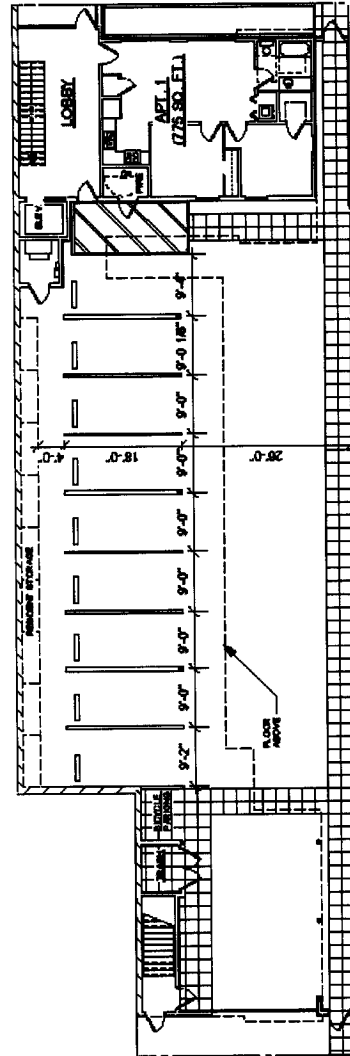 LOBBY
APT. 1
(775 SQ. FT.)
ELEV.
RESIDENT STORAGE
9'-4"
9'-0 1/8"
9'-0"
9'-0"
9'-0"
9'-0"
9'-0"
9'-0"
9'-2"
4'-0"
18'-0"
26'-0"
FLOOR
ABOVE
BICYCLE
PARKING
TRASH